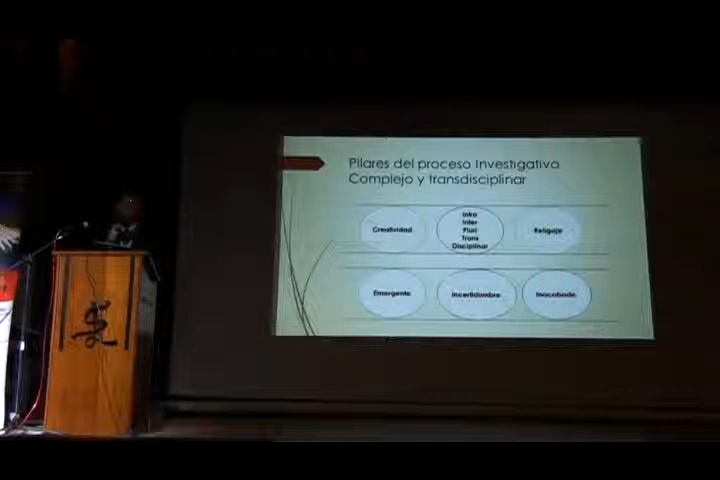 Pilares del proceso Investigativo
Complejo y transdisciplinar
Creatividad
Intra
Inter
Pluri
Trans
Disciplinar
Religaje
Emergente
Incertidumbre
Inacabado